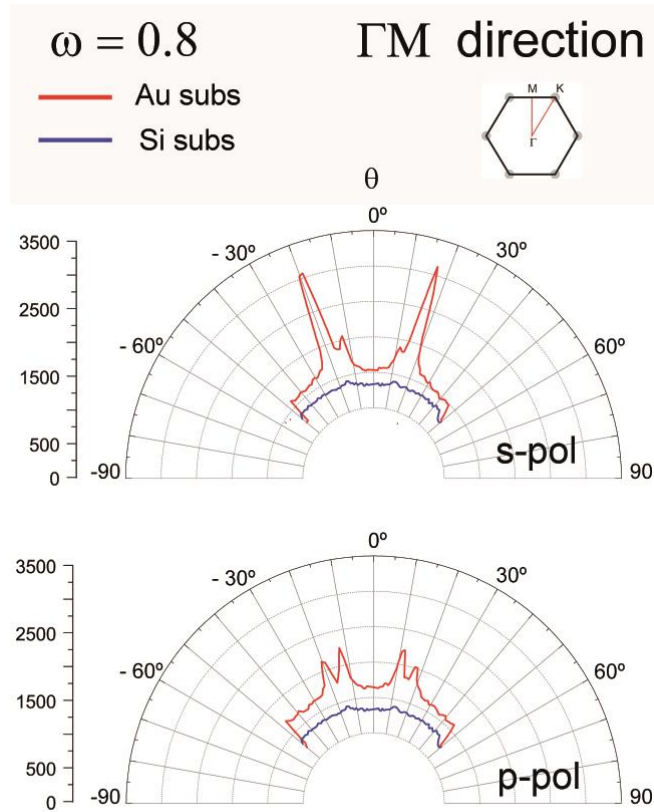 ω = 0.8 ΓM direction
Au subs
Si subs
M K
Γ
θ
0º
- 30º 30º
- 60º 60º
-90 90
3500
2500
1500
500
0
s-pol
0º
- 30º 30º
- 60º 60º
-90 90
3500
2500
1500
500
0
p-pol